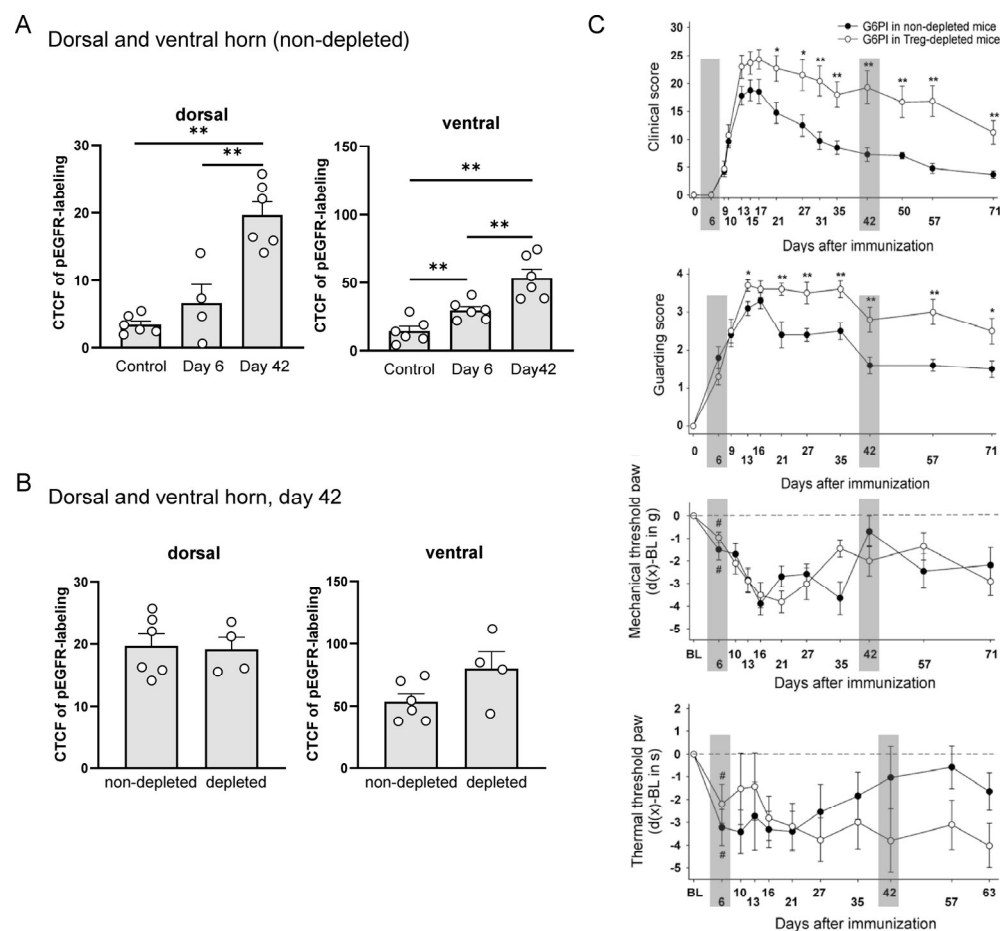 A
Dorsal and ventral horn (non-depleted)
dorsal
**
**
CTCF of pEGFR-labeling
30
20
10
0
Control Day 6 Day 42
ventral
**
**
**
CTCF of pEGFR-labeling
150
100
50
0
Control Day 6 Day42
B
Dorsal and ventral horn, day 42
dorsal
CTCF of pEGFR-labeling
30
20
10
0
non-depleted depleted
ventral
CTCF of pEGFR-labeling
150
100
50
0
non-depleted depleted
C
G6PI in non-depleted mice
G6PI in Treg-depleted mice
Clinical score
30
25
20
15
10
5
0
* * ** ** ** ** ** **
0 9 13 17 27 35 50 71
6 10 15 21 31 42 57
Days after immunization
Guarding score
4
3
2
1
0
* ** ** ** ** ** *
0 9 16 27 42 71
6 13 21 35 57
Days after immunization
Mechanical threshold paw
(d(x)-BL in g)
0
-1
-2
-3
-4
-5
#
#
BL 10 16 27 42 71
6 13 21 35 57
Days after immunization
Thermal threshold paw
(d(x)-BL in s)
2
1
0
-1
-2
-3
-4
-5
#
#
BL 10 16 27 42 63
6 13 21 35 57
Days after immunization